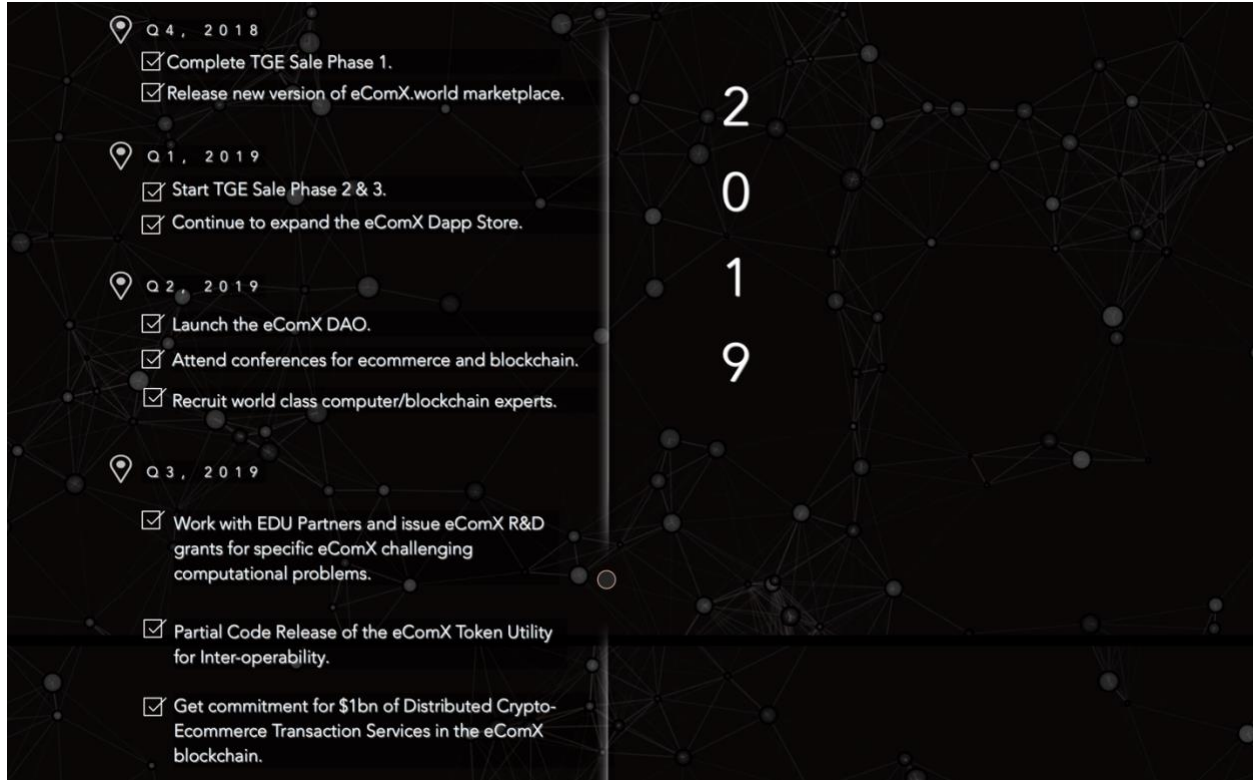 Q4, 2018
Complete TGE Sale Phase 1.
Release new version of eComX.world marketplace.
Q1, 2019
Start TGE Sale Phase 2 & 3.
Continue to expand the eComX Dapp Store.
Q2, 2019
Launch the eComX DAO.
Attend conferences for ecommerce and blockchain.
Recruit world class computer/blockchain experts.
Q3, 2019
Work with EDU Partners and issue eComX R&D
grants for specific eComX challenging
computational problems.
Partial Code Release of the eComX Token Utility
for Inter-operability.
Get commitment for $1bn of Distributed Crypto-
Ecommerce Transaction Services in the eComX
blockchain.
2
0
1
9